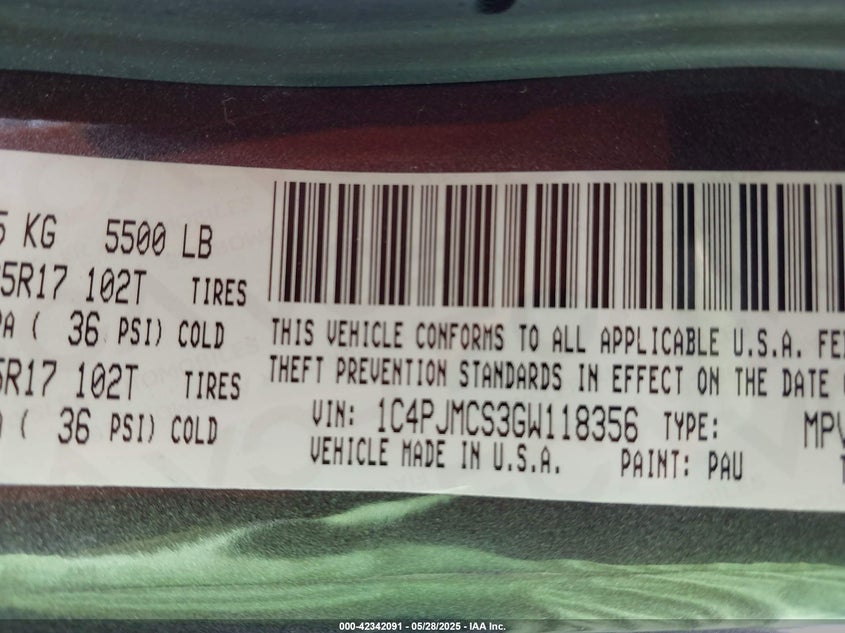 5 KG 5500 LB
5R17 102T TIRES
PA ( 36 PSI) COLD
5R17 102T TIRES
( 36 PSI) COLD
THIS VEHICLE CONFORMS TO ALL APPLICABLE U.S.A. FE
THEFT PREVENTION STANDARDS IN EFFECT ON THE DATE
VIN: 1C4PJMCS3GW118356 TYPE: MPV
VEHICLE MADE IN U.S.A. PAINT: PAU
000-42342091 - 05/28/2025 - IAA Inc.